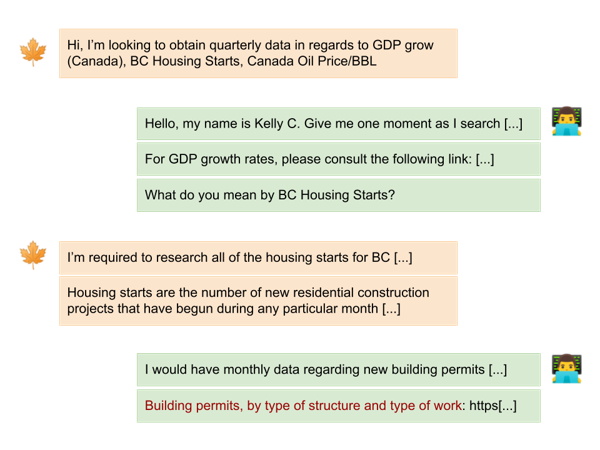 Hi, I'm looking to obtain quarterly data in regards to GDP grow
(Canada), BC Housing Starts, Canada Oil Price/BBL
Hello, my name is Kelly C. Give me one moment as I search [...]
For GDP growth rates, please consult the following link: [...]
What do you mean by BC Housing Starts?
I'm required to research all of the housing starts for BC [...]
Housing starts are the number of new residential construction
projects that have begun during any particular month [...]
I would have monthly data regarding new building permits [...]
Building permits, by type of structure and type of work: https[...]